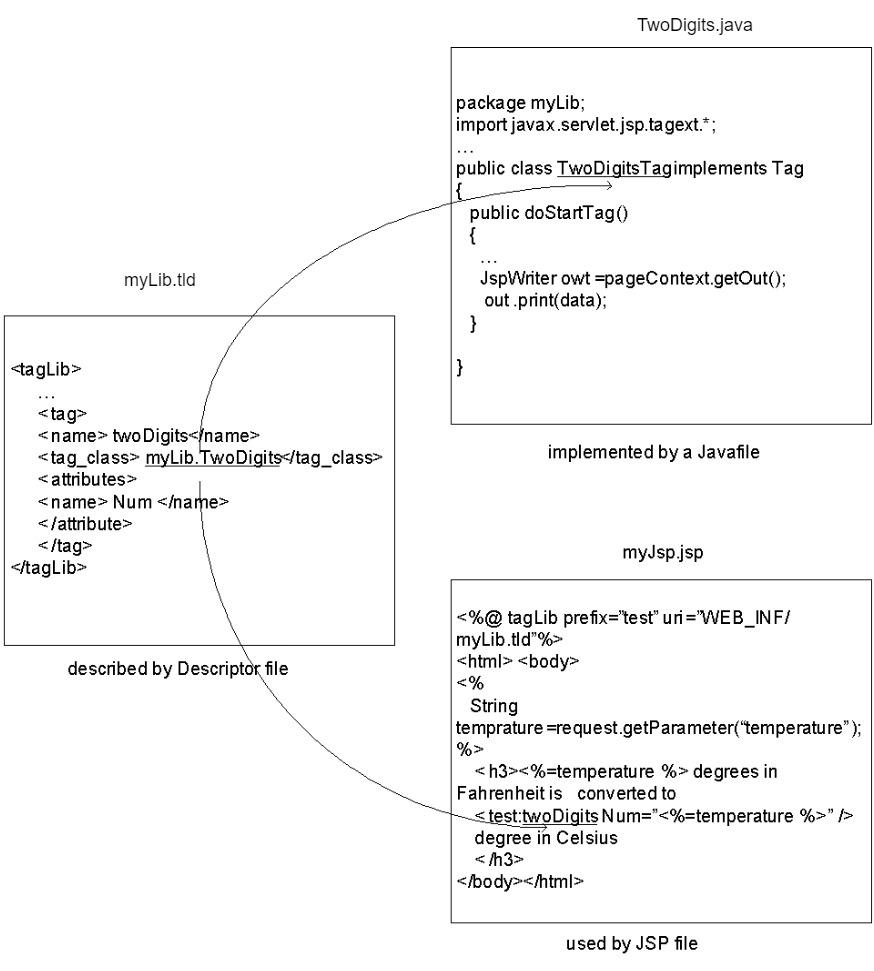 TwoDigits.java
package myLib;
import javax.servlet.jsp.tagext.*;
...
public class TwoDigitsTagimplements Tag
{
public doStartTag()
{
...
JspWriter owt =pageContext.getOut();
out .print(data);
}
}
implemented by a Javafile
myLib.tld
<tagLib>
...
<tag>
<name> twoDigits</name>
<tag_class> myLib.TwoDigits</tag_class>
<attributes>
<name> Num </name>
</attribute>
</tag>
</tagLib>
described by Descriptor file
myJsp.jsp
<%@ tagLib prefix="test" uri="WEB_INF/
myLib.tld"%>
<html> <body>
<%
String
temprature=request.getParameter("temperature");
%>
<h3><%=temperature %> degrees in
Fahrenheit is converted to
<test:twoDigits Num="<%=temperature %>" />
degree in Celsius
</h3>
</body></html>
used by JSP file